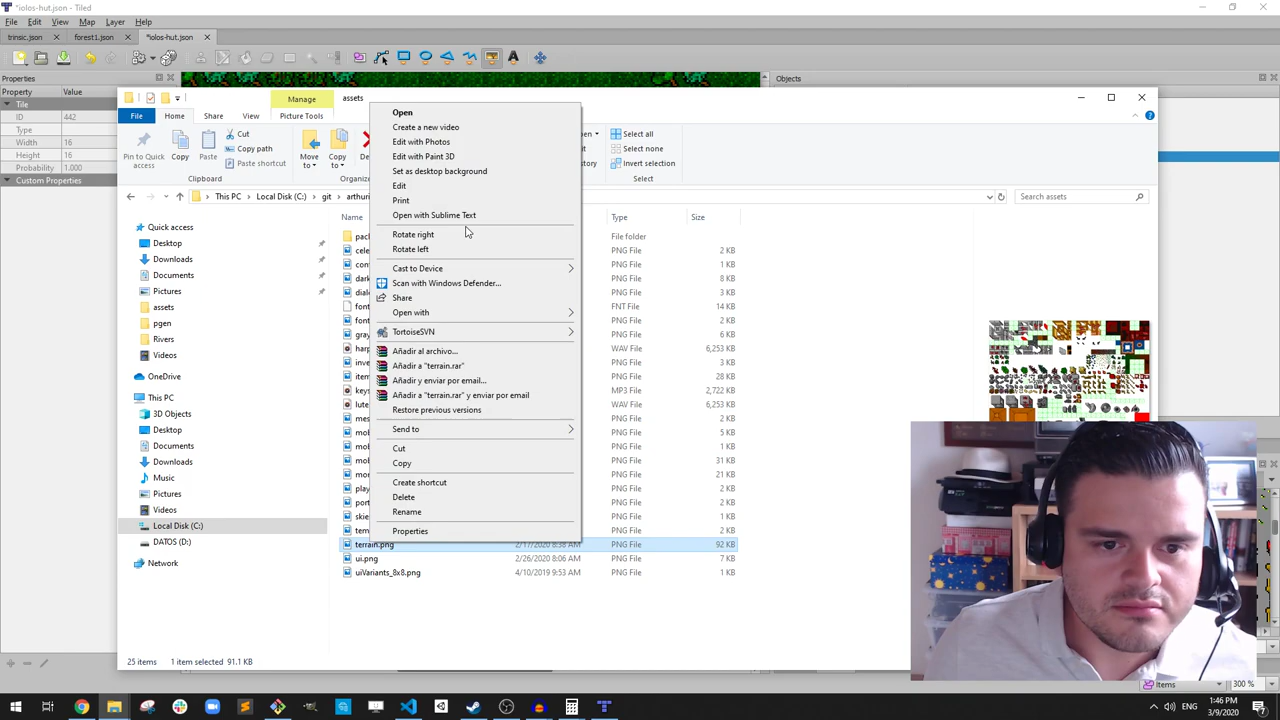 *iolos-hut.json - Tiled
File Edit View Map Layer Help
trinsic.json forest1.json *iolos-hut.json
Properties
Objects
Property Value
Tile
ID 442
Type
Width 16
Height 16
Probability 1.000
Custom Properties
Manage assets
File Home Share View Picture Tools
Pin to Quick access
Copy
Paste
Cut
Copy path
Paste shortcut
Clipboard
Move to
Copy to
Select all
Select none
Invert selection
Select
This PC Local Disk (C:) git
Search assets
Name Type Size
Quick access
Desktop
Downloads
Documents
Pictures
assets
pgen
Rivers
Videos
OneDrive
This PC
3D Objects
Desktop
Documents
Downloads
Music
Pictures
Videos
Local Disk (C:)
DATOS (D:)
Network
Open
Create a new video
Edit with Photos
Edit with Paint 3D
Set as desktop background
Edit
Print
Open with Sublime Text
Rotate right
Rotate left
Cast to Device
Scan with Windows Defender...
Share
Open with
TortoiseSVN
Añadir al archivo...
Añadir a "terrain.rar"
Añadir y enviar por email...
Añadir a "terrain.rar" y enviar por email
Restore previous versions
Send to
Cut
Copy
Create shortcut
Delete
Rename
Properties
File folder
PNG File 2 KB
PNG File 1 KB
PNG File 8 KB
PNG File 3 KB
FNT File 14 KB
PNG File 2 KB
PNG File 6 KB
WAV File 6,253 KB
PNG File 3 KB
PNG File 28 KB
MP3 File 2,722 KB
WAV File 6,253 KB
PNG File 2 KB
PNG File 5 KB
PNG File 1 KB
PNG File 31 KB
PNG File 21 KB
PNG File 2 KB
PNG File 2 KB
PNG File 1 KB
PNG File 2 KB
terrain.png 2/17/2020 8:38 AM PNG File 92 KB
ui.png 2/26/2020 8:06 AM PNG File 7 KB
uiVariants_8x8.png 4/10/2019 9:53 AM PNG File 1 KB
25 items 1 item selected 91.1 KB
Items 300 %
ENG 1:46 PM
3/9/2020